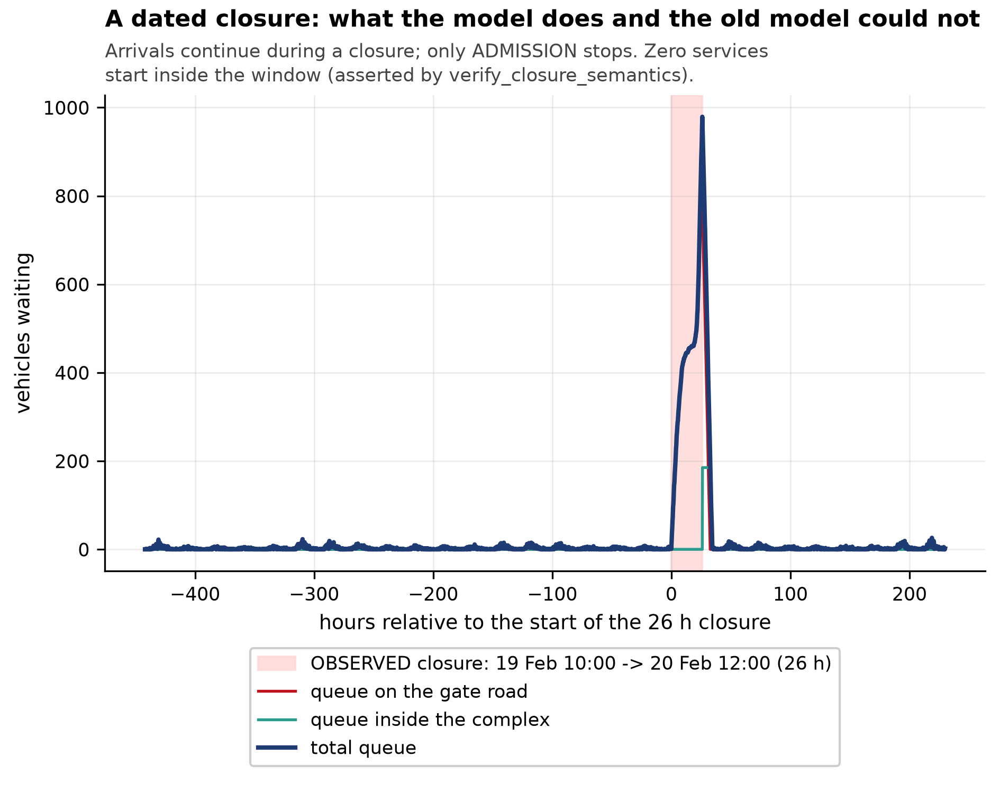 A dated closure: what the model does and the old model could not
Arrivals continue during a closure; only ADMISSION stops. Zero services
start inside the window (asserted by verify_closure_semantics).
1000
800
600
400
200
0
vehicles waiting
−400
−300
−200
−100
0
100
200
hours relative to the start of the 26 h closure
OBSERVED closure: 19 Feb 10:00 -> 20 Feb 12:00 (26 h)
queue on the gate road
queue inside the complex
total queue